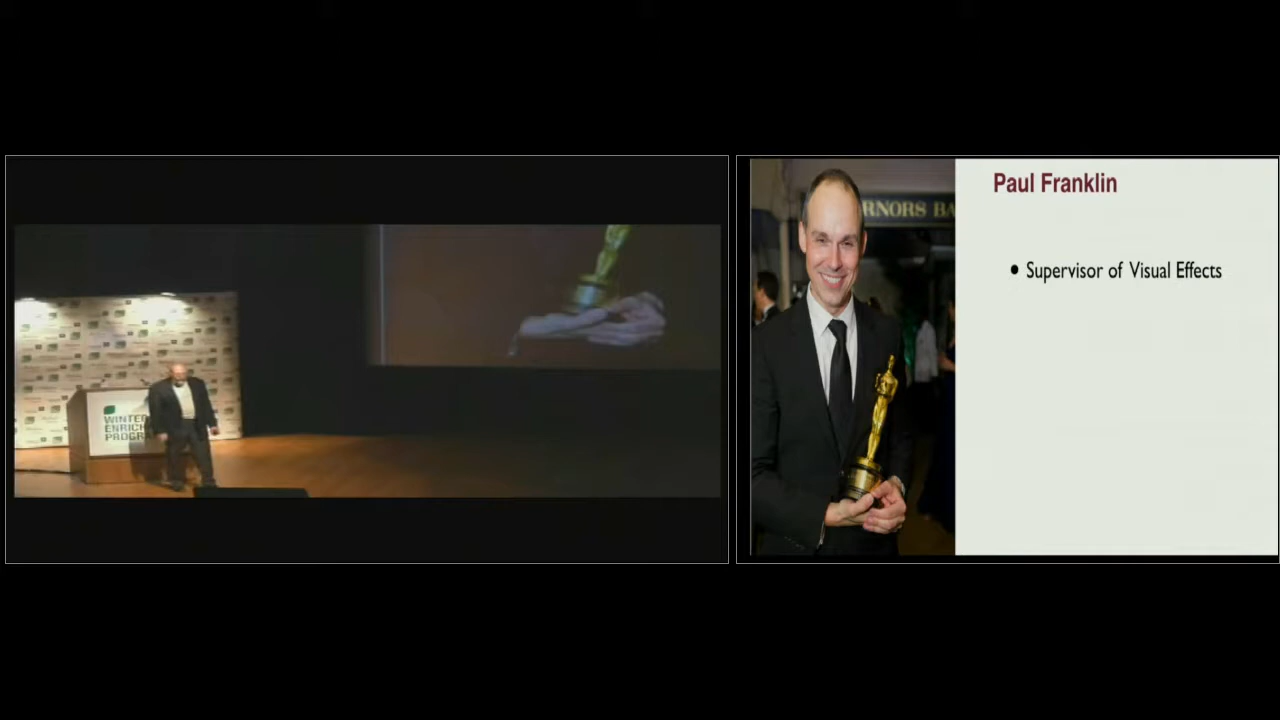 WINTER
ENRICH
PROGRA
RNORS BA
Paul Franklin
• Supervisor of Visual Effects